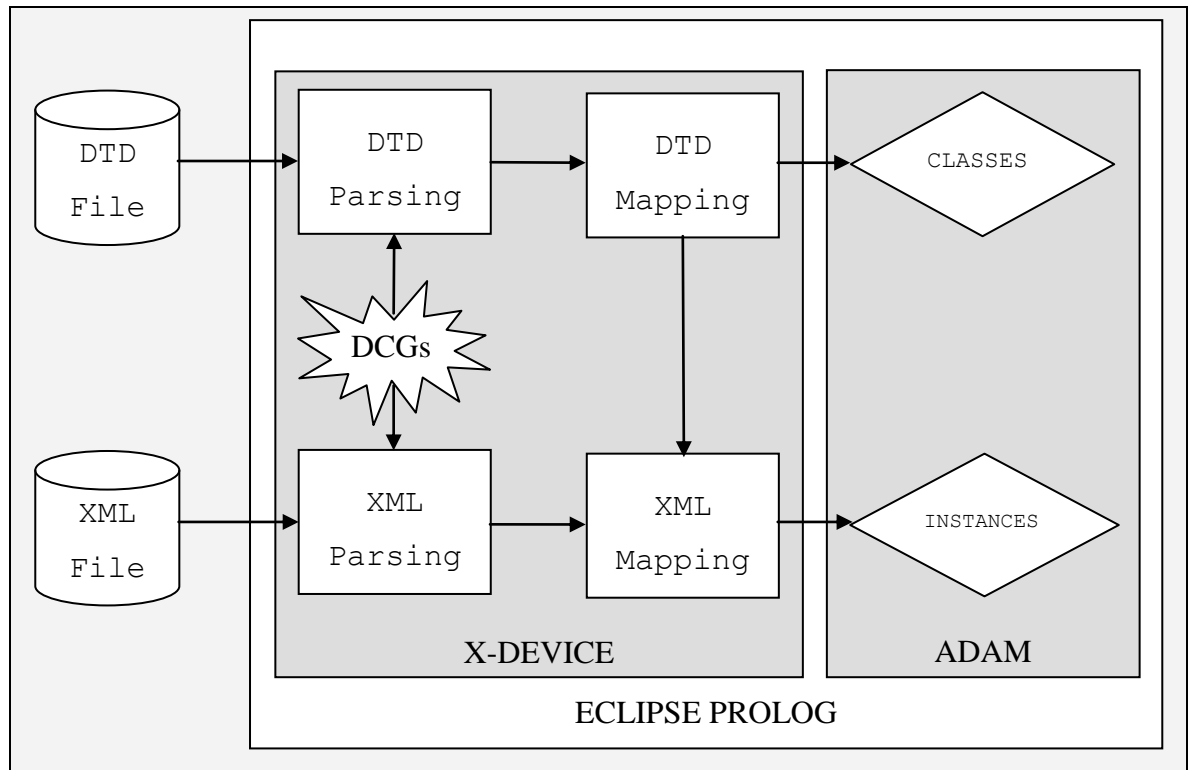 DTD
File
DTD
Parsing
DTD
Mapping
CLASSES
DCGs
XML
File
XML
Parsing
XML
Mapping
INSTANCES
X-DEVICE
ADAM
ECLIPSE PROLOG